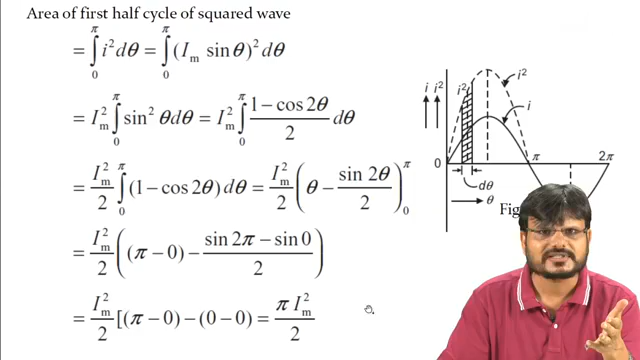 Area of first half cycle of squared wave
= ∫₀^π i² dθ = ∫₀^π (I_m sin θ)² dθ
= I_m² ∫₀^π sin² θdθ = I_m² ∫₀^π (1 − cos 2θ)/2 dθ
= I_m²/2 ∫₀^π (1 − cos 2θ) dθ = I_m²/2 (θ − sin 2θ/2)₀^π
= I_m²/2 ((π − 0) − (sin 2π − sin 0)/2)
= I_m²/2 [(π − 0) − (0 − 0) = π I_m²/2
i i² i² i²
i
0 π 2π
dθ
θ Fig